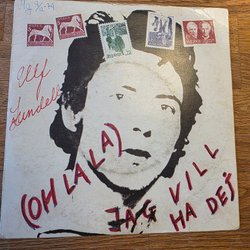 Ulf
Lundell
(OH LA LA)
JAG VILL
HA DEJ